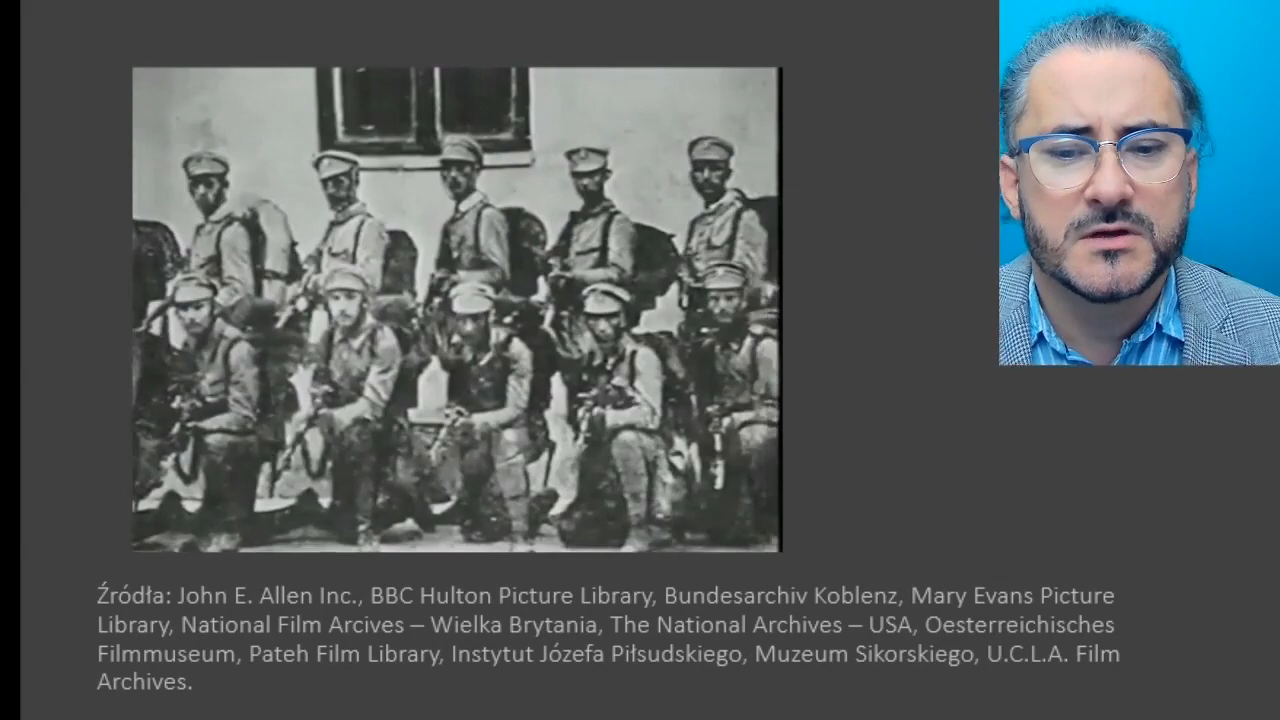 Źródła: John E. Allen Inc., BBC Hulton Picture Library, Bundesarchiv Koblenz, Mary Evans Picture
Library, National Film Arcives – Wielka Brytania, The National Archives – USA, Oesterreichisches
Filmmuseum, Pateh Film Library, Instytut Józefa Piłsudskiego, Muzeum Sikorskiego, U.C.L.A. Film
Archives.